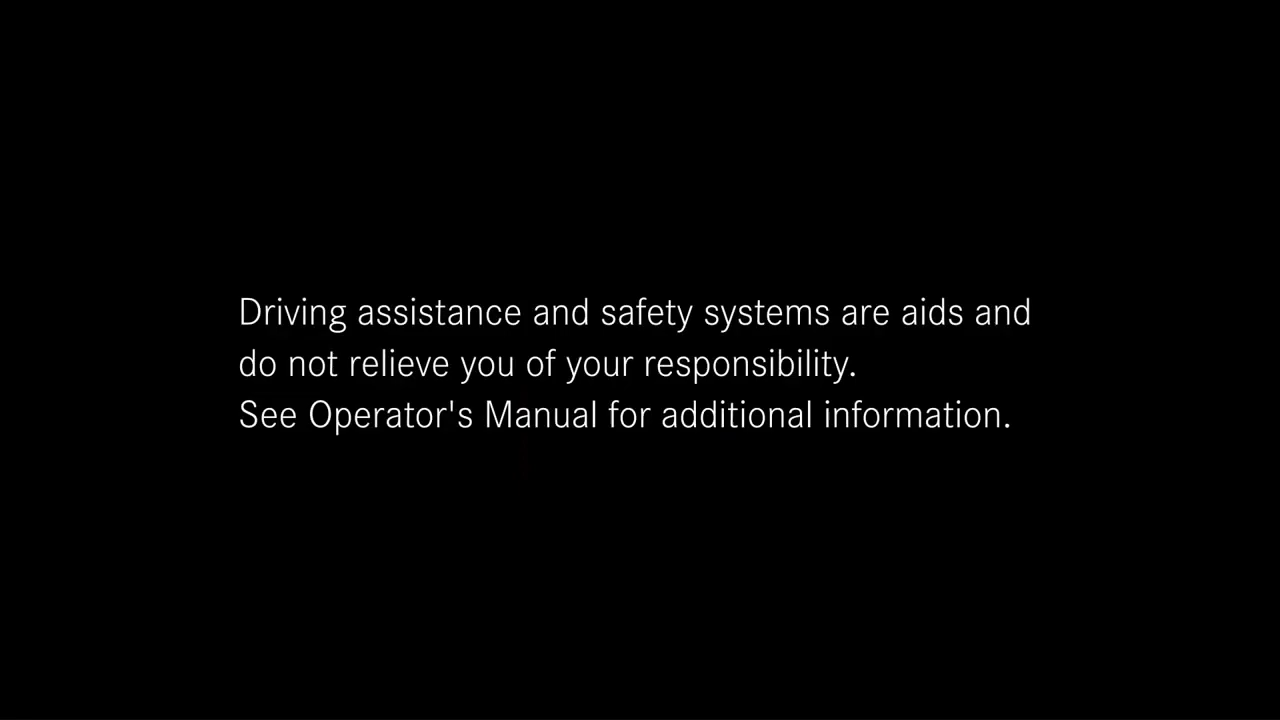 Driving assistance and safety systems are aids and
do not relieve you of your responsibility.
See Operator's Manual for additional information.